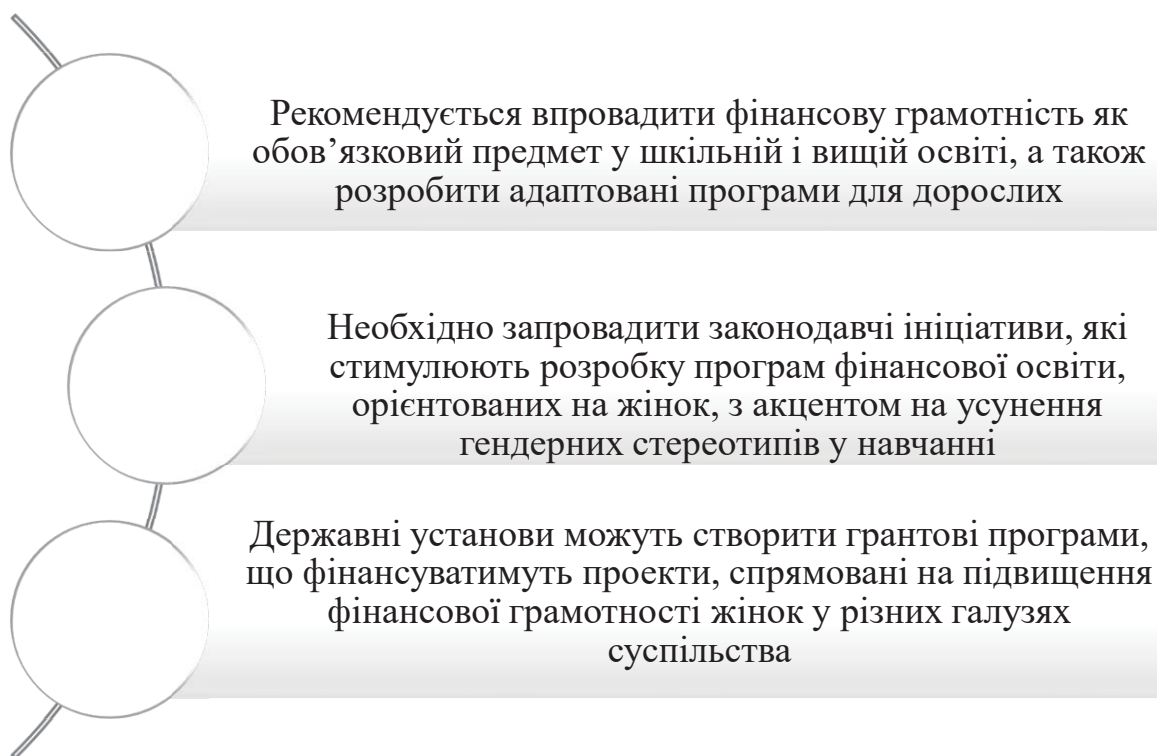 Рекомендується впровадити фінансову грамотність як
обов’язковий предмет у шкільній і вищій освіті, а також
розробити адаптовані програми для дорослих
Необхідно запровадити законодавчі ініціативи, які
стимулюють розробку програм фінансової освіти,
орієнтованих на жінок, з акцентом на усунення
гендерних стереотипів у навчанні
Державні установи можуть створити грантові програми,
що фінансуватимуть проекти, спрямовані на підвищення
фінансової грамотності жінок у різних галузях
суспільства